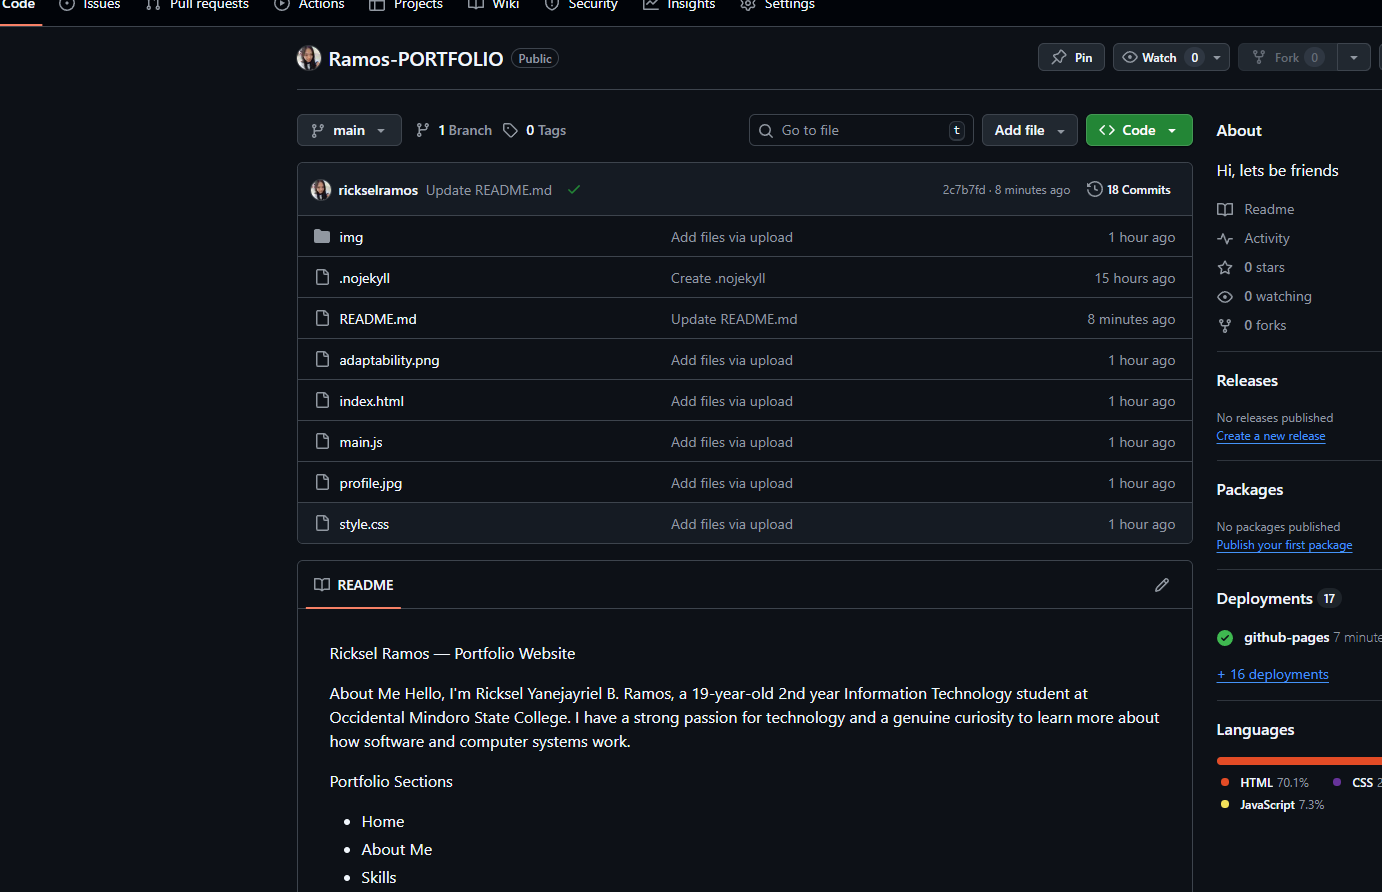 Code Issues Pull requests Actions Projects Wiki Security Insights Settings
Ramos-PORTFOLIO Public Pin Watch 0 Fork 0
main 1 Branch 0 Tags Go to file t Add file Code
rickselramos Update README.md 2c7b7fd · 8 minutes ago 18 Commits
img Add files via upload 1 hour ago
.nojekyll Create .nojekyll 15 hours ago
README.md Update README.md 8 minutes ago
adaptability.png Add files via upload 1 hour ago
index.html Add files via upload 1 hour ago
main.js Add files via upload 1 hour ago
profile.jpg Add files via upload 1 hour ago
style.css Add files via upload 1 hour ago
README
Ricksel Ramos — Portfolio Website
About Me Hello, I'm Ricksel Yanejayriel B. Ramos, a 19-year-old 2nd year Information Technology student at
Occidental Mindoro State College. I have a strong passion for technology and a genuine curiosity to learn more about
how software and computer systems work.
Portfolio Sections
• Home
• About Me
• Skills
About
Hi, lets be friends
Readme
Activity
0 stars
0 watching
0 forks
Releases
No releases published
Create a new release
Packages
No packages published
Publish your first package
Deployments 17
github-pages 7 minute
+ 16 deployments
Languages
HTML 70.1% CSS 2
JavaScript 7.3%